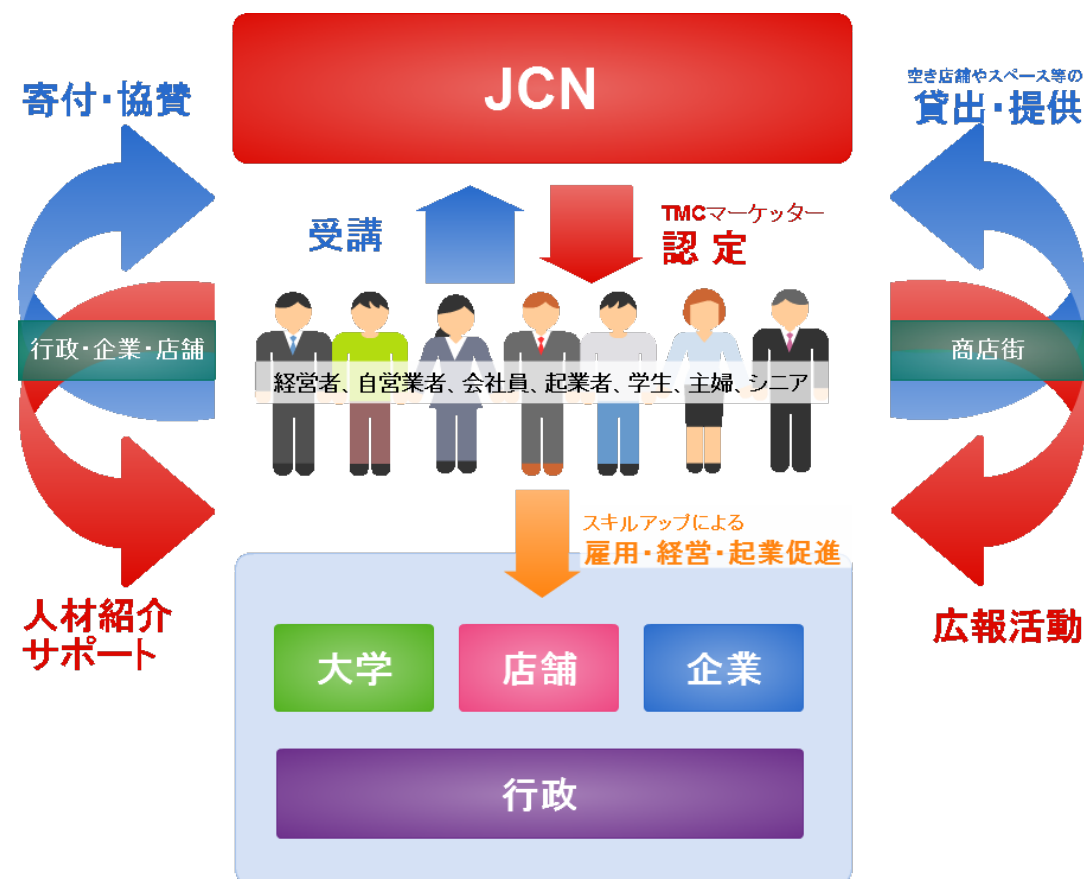 JCN
寄付・協賛
空き店舗やスペース等の
貸出・提供
受講
TMCマーケッター
認定
行政・企業・店舗
商店街
経営者、自営業者、会社員、起業者、学生、主婦、シニア
スキルアップによる
雇用・経営・起業促進
人材紹介
サポート
広報活動
大学
店舗
企業
行政